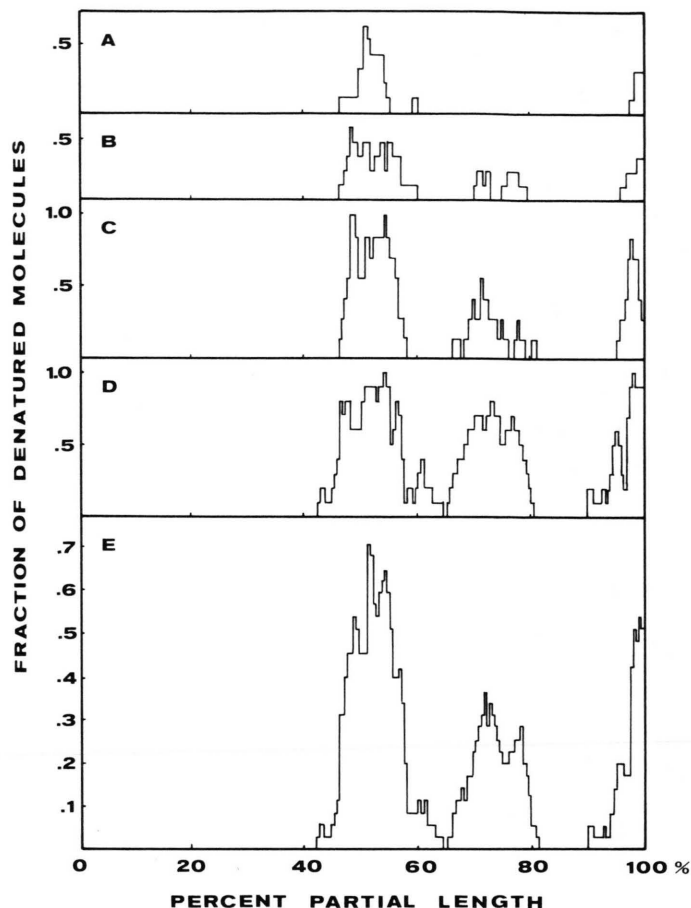 FRACTION OF DENATURED MOLECULES
A
.5
B
.5
C
1.0
.5
D
1.0
.5
E
.7
.6
.5
.4
.3
.2
.1
0 20 40 60 80 100 %
PERCENT PARTIAL LENGTH